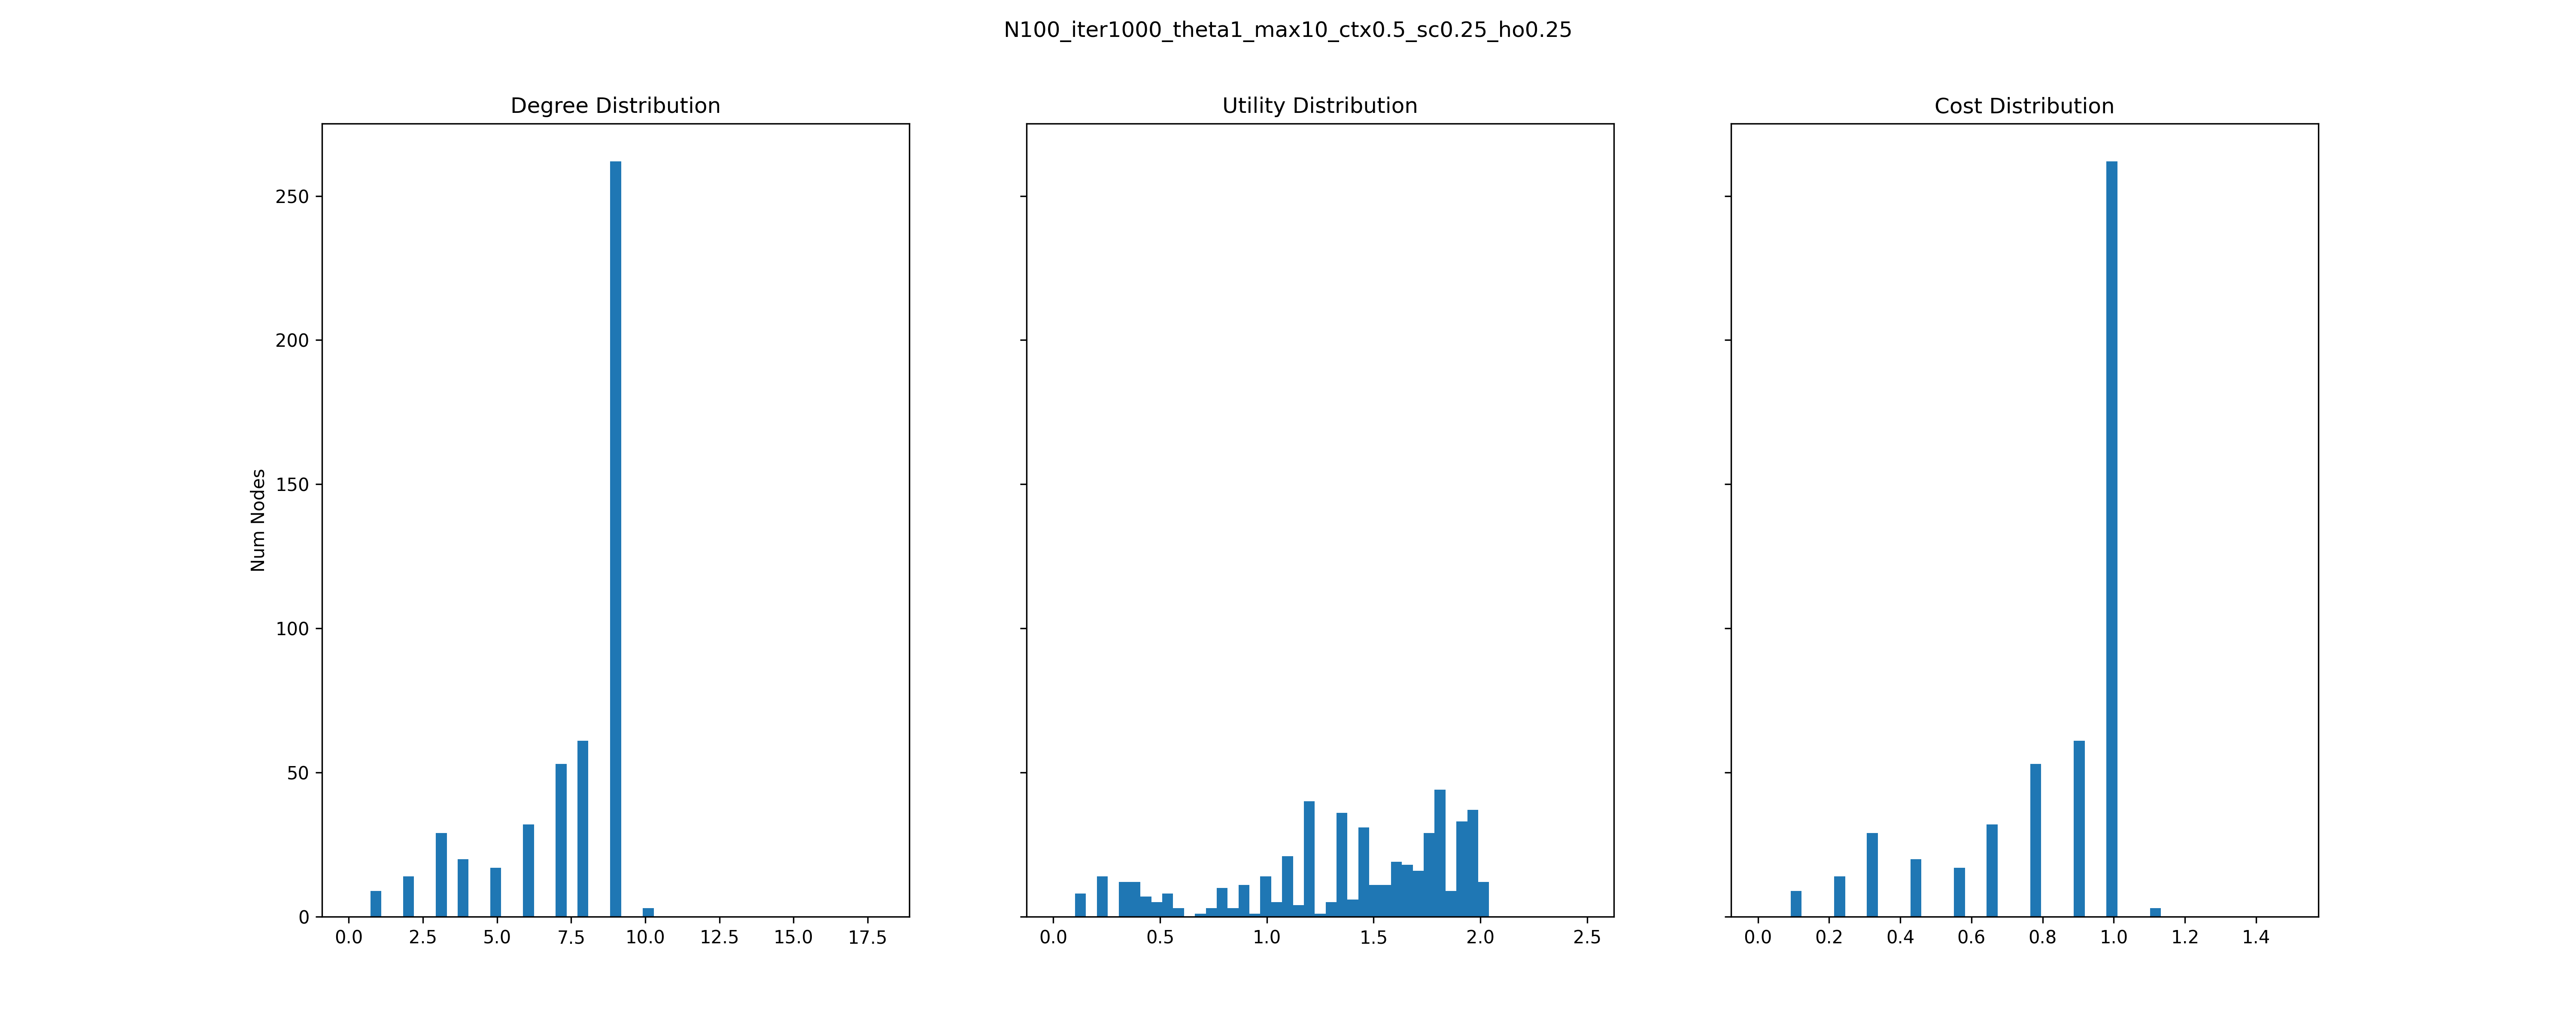 N100_iter1000_theta1_max10_ctx0.5_sc0.25_ho0.25
Degree Distribution
Utility Distribution
Cost Distribution
Num Nodes
250
200
150
100
50
0
0.0 2.5 5.0 7.5 10.0 12.5 15.0 17.5
0.0 0.5 1.0 1.5 2.0 2.5
0.0 0.2 0.4 0.6 0.8 1.0 1.2 1.4